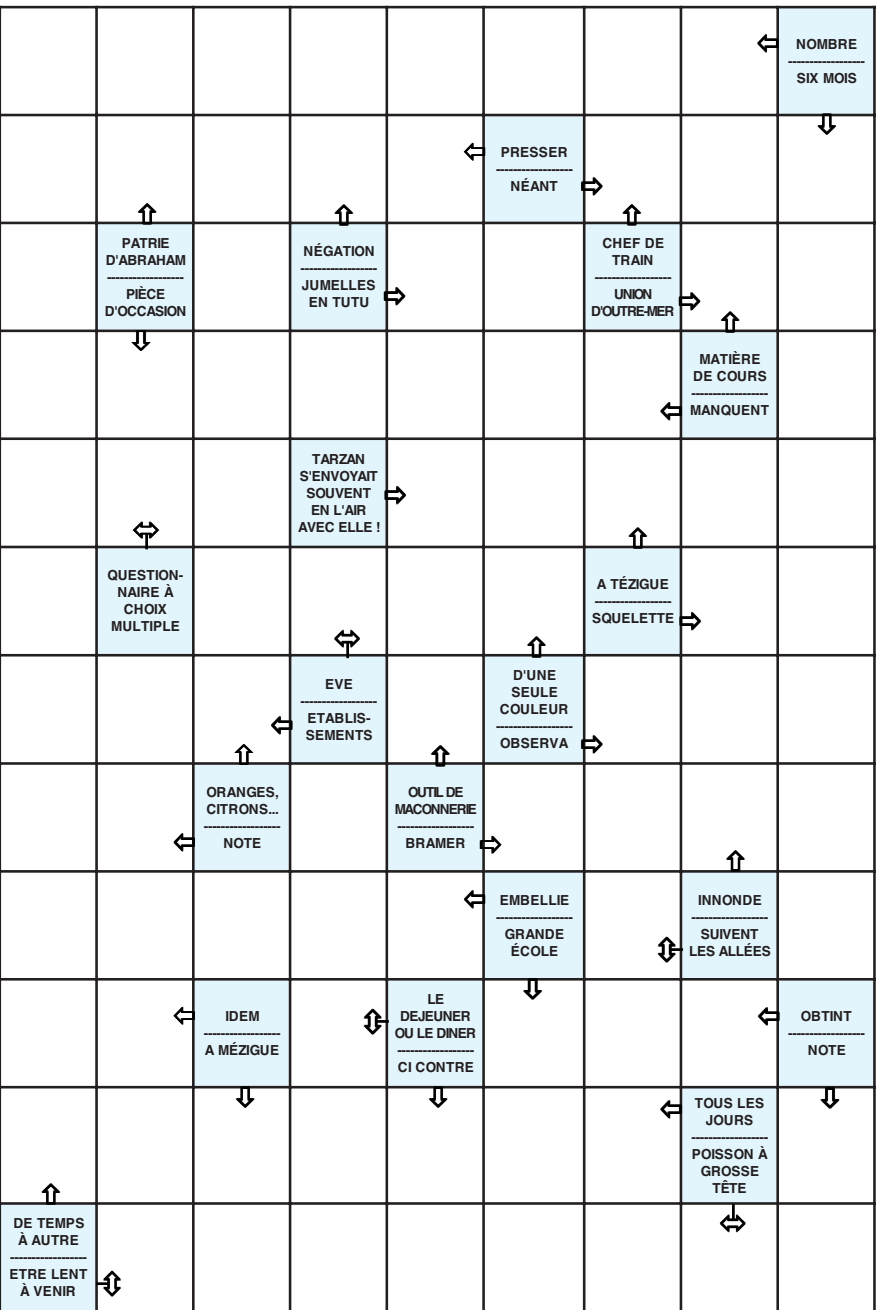 NOMBRE
SIX MOIS
PRESSER
NÉANT
PATRIE
D'ABRAHAM
PIÈCE
D'OCCASION
NÉGATION
JUMELLES
EN TUTU
CHEF DE
TRAIN
UNION
D'OUTRE-MER
MATIÈRE
DE COURS
MANQUENT
TARZAN
S'ENVOYAIT
SOUVENT
EN L'AIR
AVEC ELLE !
QUESTION-
NAIRE À
CHOIX
MULTIPLE
A TÉZIGUE
SQUELETTE
EVE
ETABLIS-
SEMENTS
D'UNE
SEULE
COULEUR
OBSERVA
ORANGES,
CITRONS...
NOTE
OUTIL DE
MACONNERIE
BRAMER
EMBELLIE
GRANDE
ÉCOLE
INNONDE
SUIVENT
LES ALLÉES
IDEM
A MÉZIGUE
LE
DEJEUNER
OU LE DINER
CI CONTRE
OBTINT
NOTE
TOUS LES
JOURS
POISSON À
GROSSE
TÊTE
DE TEMPS
À AUTRE
ETRE LENT
À VENIR